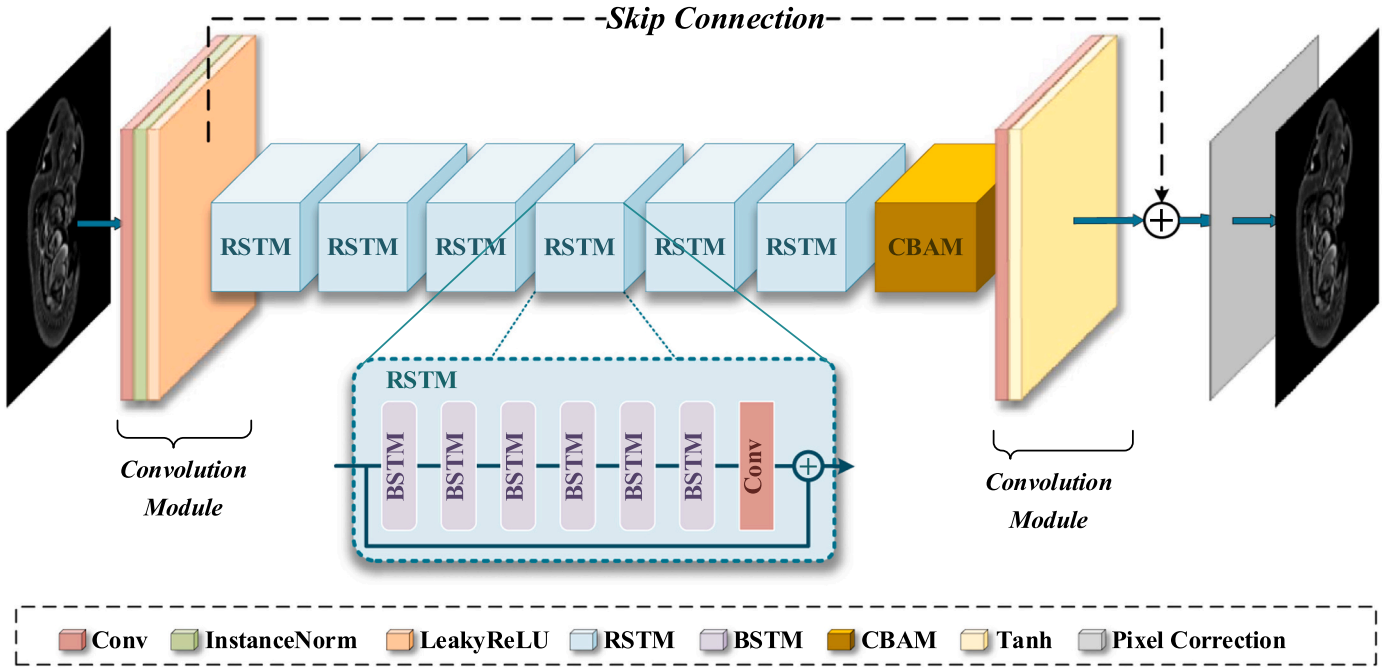 Skip Connection
RSTM
RSTM
RSTM
RSTM
RSTM
RSTM
CBAM
RSTM
BSTM
BSTM
BSTM
BSTM
BSTM
BSTM
Conv
Convolution
Module
Convolution
Module
Conv InstanceNorm LeakyReLU RSTM BSTM CBAM Tanh Pixel Correction